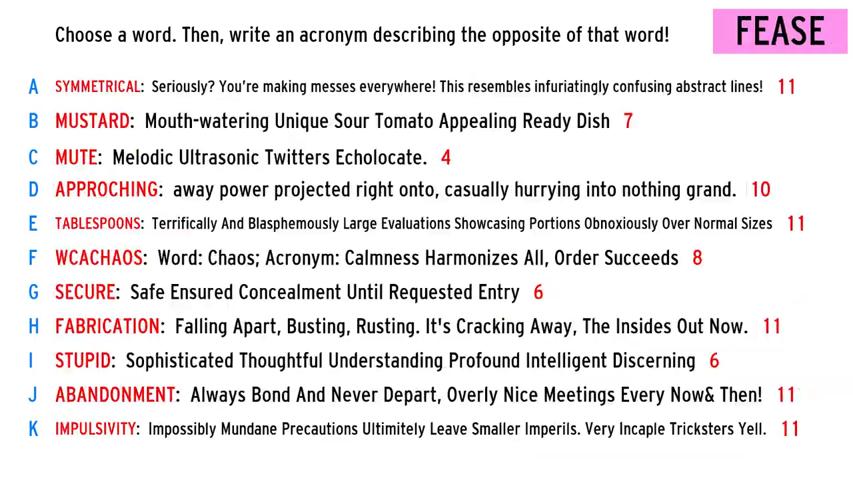 Choose a word. Then, write an acronym describing the opposite of that word!
FEASE
A SYMMETRICAL: Seriously? You're making messes everywhere! This resembles infuriatingly confusing abstract lines! 11
B MUSTARD: Mouth-watering Unique Sour Tomato Appealing Ready Dish 7
C MUTE: Melodic Ultrasonic Twitters Echolocate. 4
D APPROCHING: away power projected right onto, casually hurrying into nothing grand. 10
E TABLESPOONS: Terrifically And Blasphemously Large Evaluations Showcasing Portions Obnoxiously Over Normal Sizes 11
F WCACHAOS: Word: Chaos; Acronym: Calmness Harmonizes All, Order Succeeds 8
G SECURE: Safe Ensured Concealment Until Requested Entry 6
H FABRICATION: Falling Apart, Busting, Rusting. It's Cracking Away, The Insides Out Now. 11
I STUPID: Sophisticated Thoughtful Understanding Profound Intelligent Discerning 6
J ABANDONMENT: Always Bond And Never Depart, Overly Nice Meetings Every Now& Then! 11
K IMPULSIVITY: Impossibly Mundane Precautions Ultimitely Leave Smaller Imperils. Very Incaple Tricksters Yell. 11